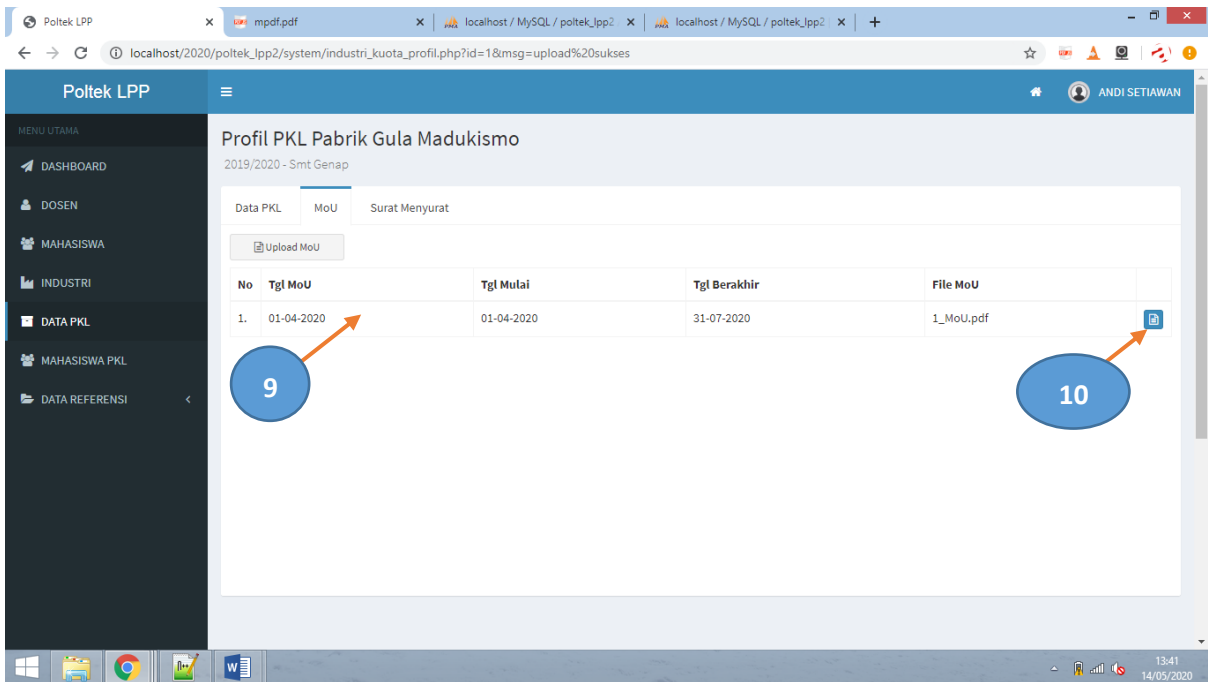 Poltek LPP
mpdf.pdf
localhost / MySQL / poltek_lpp2
localhost / MySQL / poltek_lpp2
localhost/2020/poltek_lpp2/system/industri_kuota_profil.php?id=1&msg=upload%20sukses
Poltek LPP
ANDI SETIAWAN
MENU UTAMA
DASHBOARD
DOSEN
MAHASISWA
INDUSTRI
DATA PKL
MAHASISWA PKL
DATA REFERENSI
Profil PKL Pabrik Gula Madukismo
2019/2020 - Smt Genap
Data PKL MoU Surat Menyurat
Upload MoU
No Tgl MoU Tgl Mulai Tgl Berakhir File MoU
1. 01-04-2020 01-04-2020 31-07-2020 1_MoU.pdf
9
10
13:41
14/05/2020